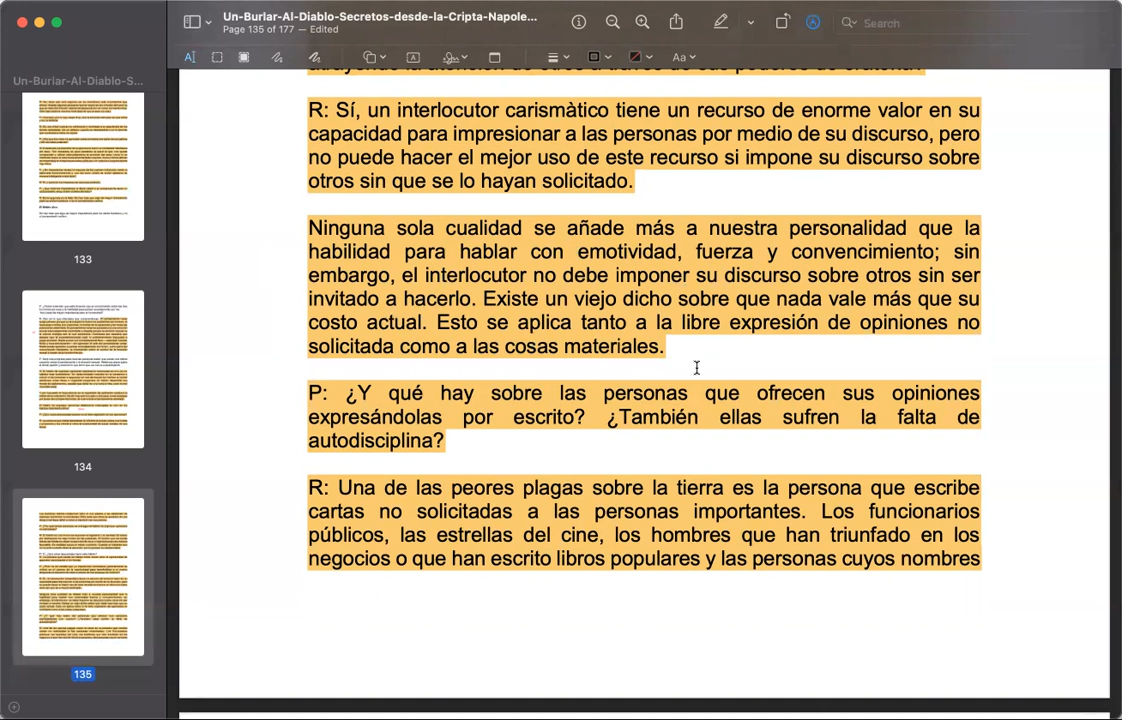 Un-Burlar-Al-Diablo-Secretos-desde-la-Cripta-Napole...
Page 135 of 177 — Edited
Search
Un-Burlar-Al-Diablo-S...
133
134
135
R: Sí, un interlocutor carismàtico tiene un recurso de enorme valor en su
capacidad para impresionar a las personas por medio de su discurso, pero
no puede hacer el mejor uso de este recurso si impone su discurso sobre
otros sin que se lo hayan solicitado.
Ninguna sola cualidad se añade más a nuestra personalidad que la
habilidad para hablar con emotividad, fuerza y convencimiento; sin
embargo, el interlocutor no debe imponer su discurso sobre otros sin ser
invitado a hacerlo. Existe un viejo dicho sobre que nada vale más que su
costo actual. Esto se aplica tanto a la libre expresión de opiniones no
solicitada como a las cosas materiales.
P: ¿Y qué hay sobre las personas que ofrecen sus opiniones
expresándolas por escrito? ¿También ellas sufren la falta de
autodisciplina?
R: Una de las peores plagas sobre la tierra es la persona que escribe
cartas no solicitadas a las personas importantes. Los funcionarios
públicos, las estrellas del cine, los hombres que han triunfado en los
negocios o que han escrito libros populares y las personas cuyos nombres